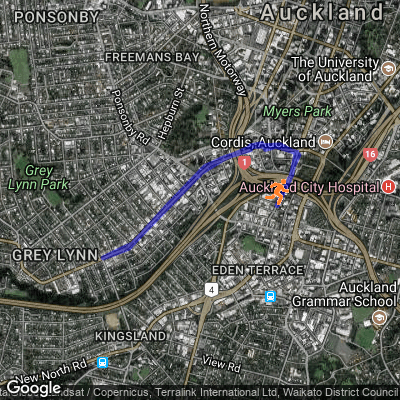 PONSONBY
Auckland
FREEMANS BAY
Northern Motorway
The University
of Auckland
Ponsonby Rd
Hepburn St
Myers Park
Cordis, Auckland
1
16
Grey
Lynn Park
Auckland City Hospital
H
GREY LYNN
EDEN TERRACE
4
Auckland
Grammar School
KINGSLAND
New North Rd
View Rd
Google
Landsat / Copernicus, Terralink International Ltd, Waikato District Council